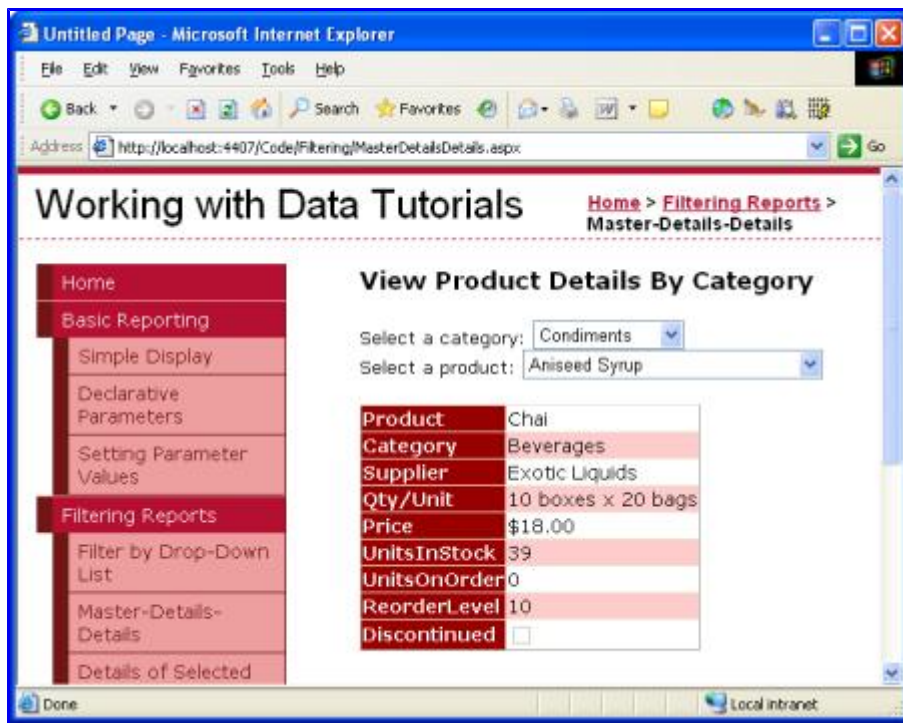 Untitled Page - Microsoft Internet Explorer
File Edit View Favorites Tools Help
Back Search Favorites
Address http://localhost:4407/Code/Filtering/MasterDetailsDetails.aspx Go
Working with Data Tutorials
Home > Filtering Reports >
Master-Details-Details
Home
Basic Reporting
Simple Display
Declarative
Parameters
Setting Parameter
Values
Filtering Reports
Filter by Drop-Down
List
Master-Details-
Details
Details of Selected
View Product Details By Category
Select a category: Condiments
Select a product: Aniseed Syrup
Product Chai
Category Beverages
Supplier Exotic Liquids
Qty/Unit 10 boxes x 20 bags
Price $18.00
UnitsInStock 39
UnitsOnOrder 0
ReorderLevel 10
Discontinued
Done Local intranet